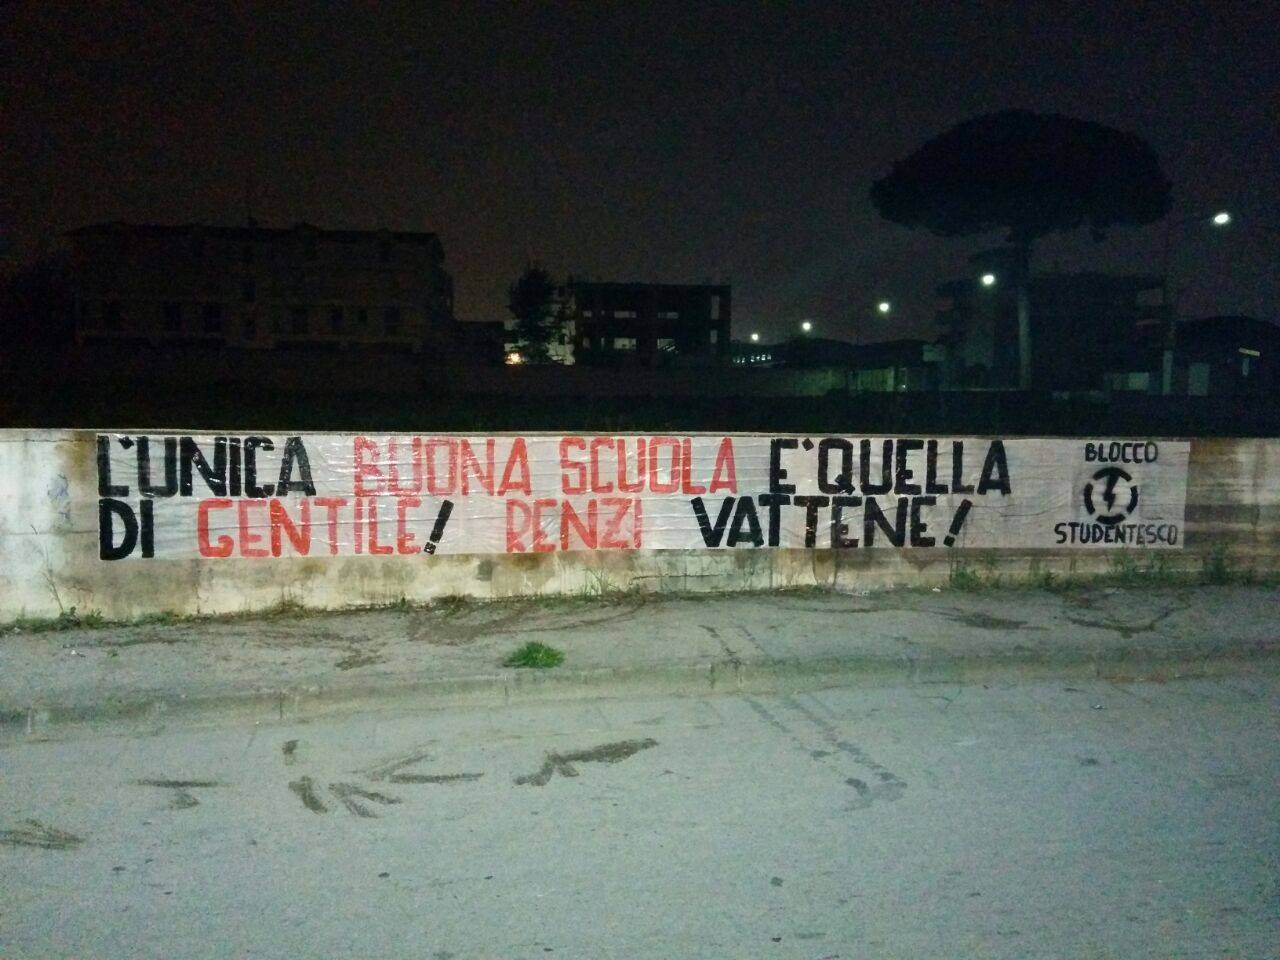 L'UNICA BUONA SCUOLA E'QUELLA
DI GENTILE! RENZI VATTENE!
BLOCCO
STUDENTESCO